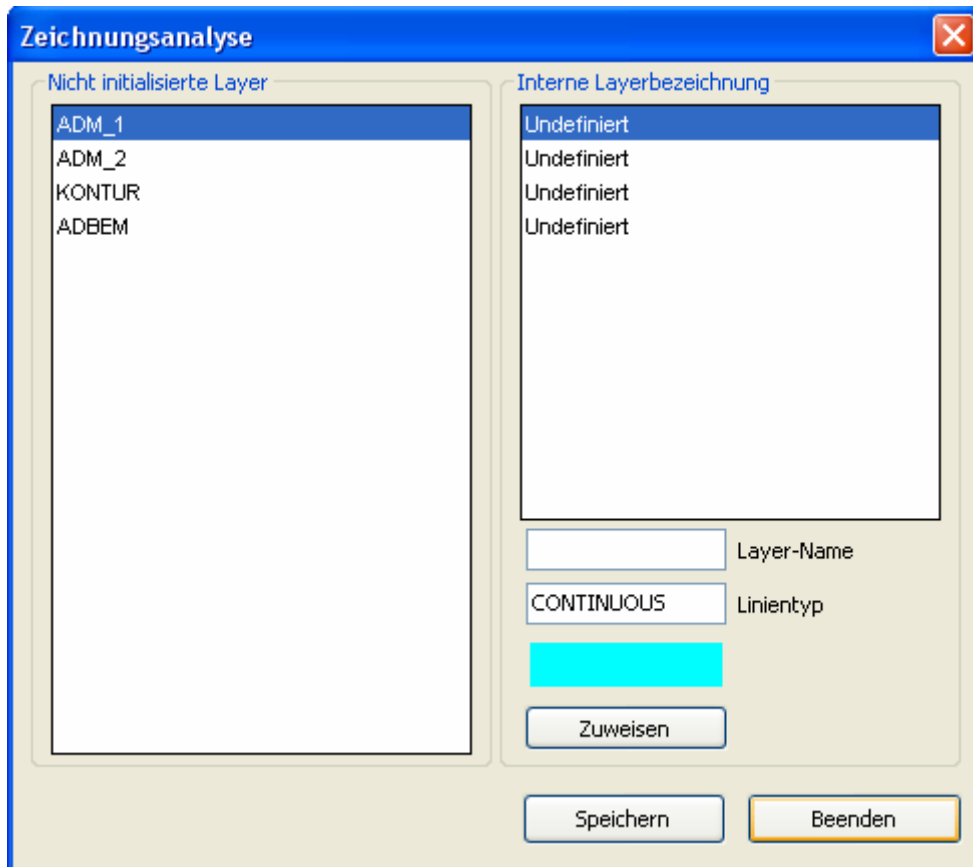 Zeichnungsanalyse
Nicht initialisierte Layer
ADM_1
ADM_2
KONTUR
ADBEM
Interne Layerbezeichnung
Undefiniert
Undefiniert
Undefiniert
Undefiniert
Layer-Name
CONTINUOUS Linientyp
Zuweisen
Speichern Beenden